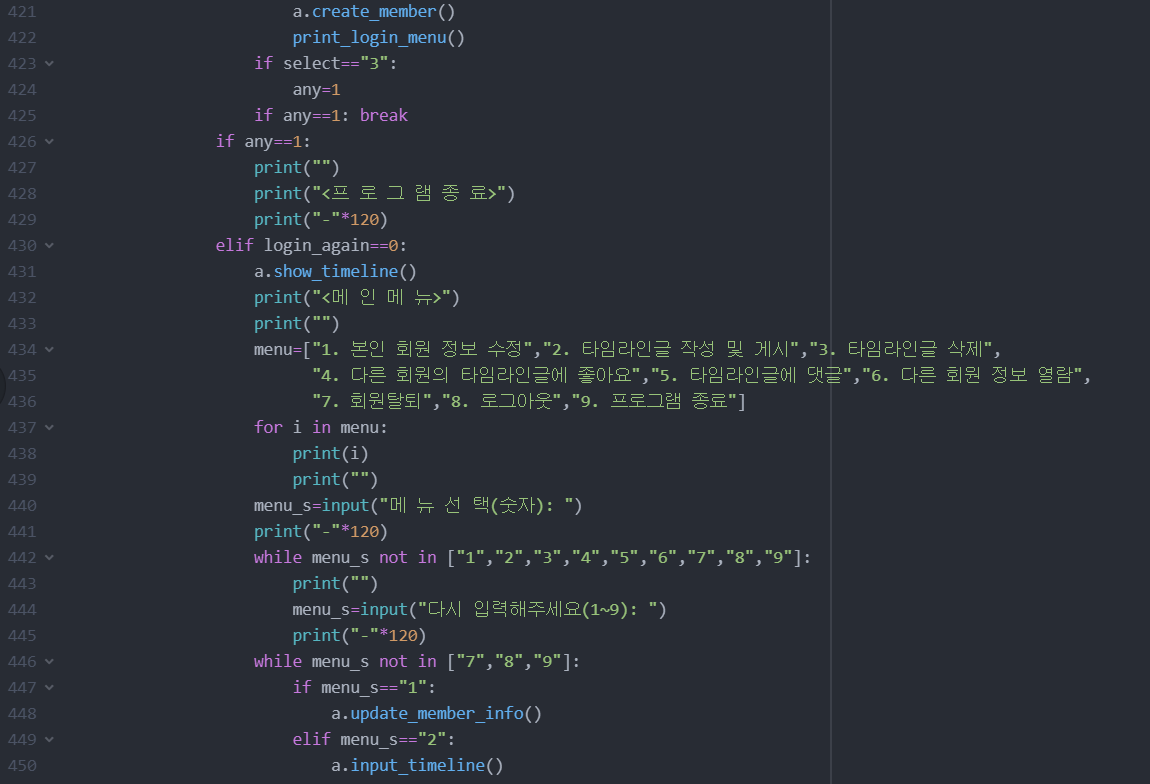 421 a.create_member()
422 print_login_menu()
423 if select=="3":
424 any=1
425 if any==1: break
426 if any==1:
427 print("")
428 print("<프 로 그 램 종 료>")
429 print("-"*120)
430 elif login_again==0:
431 a.show_timeline()
432 print("<메 인 메 뉴>")
433 print("")
434 menu=["1. 본인 회원 정보 수정","2. 타임라인글 작성 및 게시","3. 타임라인글 삭제",
435 "4. 다른 회원의 타임라인글에 좋아요","5. 타임라인글에 댓글","6. 다른 회원 정보 열람",
436 "7. 회원탈퇴","8. 로그아웃","9. 프로그램 종료"]
437 for i in menu:
438 print(i)
439 print("")
440 menu_s=input("메 뉴 선 택(숫자): ")
441 print("-"*120)
442 while menu_s not in ["1","2","3","4","5","6","7","8","9"]:
443 print("")
444 menu_s=input("다시 입력해주세요(1~9): ")
445 print("-"*120)
446 while menu_s not in ["7","8","9"]:
447 if menu_s=="1":
448 a.update_member_info()
449 elif menu_s=="2":
450 a.input_timeline()